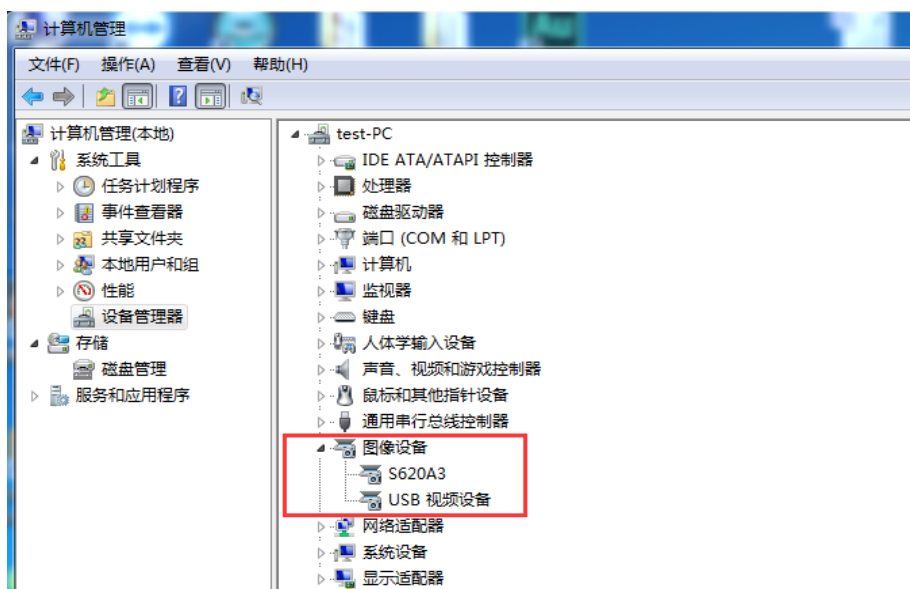 计算机管理
文件(F) 操作(A) 查看(V) 帮助(H)
计算机管理(本地)
系统工具
任务计划程序
事件查看器
共享文件夹
本地用户和组
性能
设备管理器
存储
磁盘管理
服务和应用程序
test-PC
IDE ATA/ATAPI 控制器
处理器
磁盘驱动器
端口 (COM 和 LPT)
计算机
监视器
键盘
人体学输入设备
声音、视频和游戏控制器
鼠标和其他指针设备
通用串行总线控制器
图像设备
S620A3
USB 视频设备
网络适配器
系统设备
显示适配器